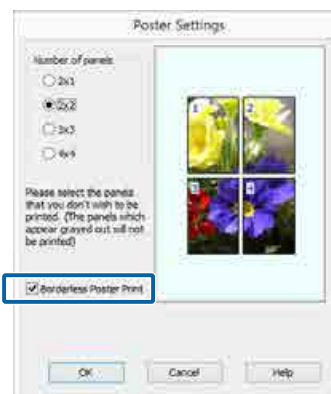 Poster Settings
Number of panels
2x1
2x2
3x3
4x4
1
2
3
4
Please select the panels
that you don't wish to be
printed. (The panels which
appear grayed out will not
be printed)
Borderless Poster Print
OK
Cancel
Help